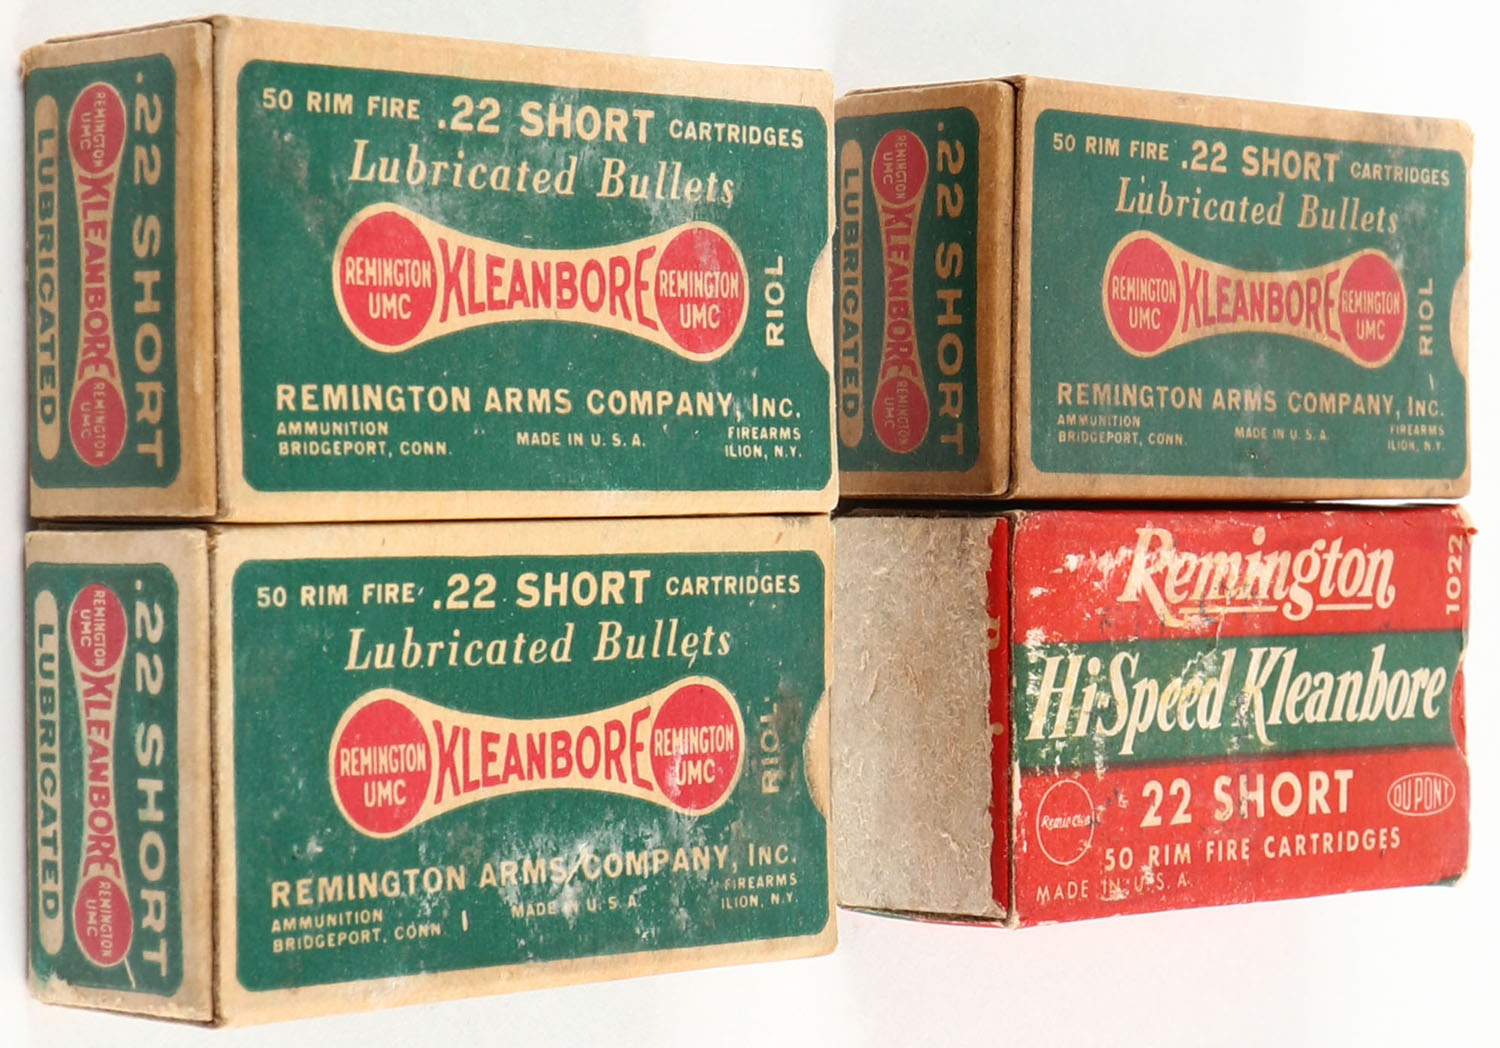 .22 SHORT
REMINGTON
UMC
KLEANBORE
REMINGTON
UMC
LUBRICATED
50 RIM FIRE .22 SHORT CARTRIDGES
Lubricated Bullets
REMINGTON
UMC
KLEANBORE
REMINGTON
UMC
RIOL
REMINGTON ARMS COMPANY, INC.
AMMUNITION
BRIDGEPORT, CONN.
MADE IN U. S. A.
FIREARMS
ILION, N.Y.
.22 SHORT
REMINGTON
UMC
KLEANBORE
REMINGTON
UMC
LUBRICATED
50 RIM FIRE .22 SHORT CARTRIDGES
Lubricated Bullets
REMINGTON
UMC
KLEANBORE
REMINGTON
UMC
RIOL
REMINGTON ARMS COMPANY, INC.
AMMUNITION
BRIDGEPORT, CONN.
MADE IN U. S. A.
FIREARMS
ILION, N.Y.
.22 SHORT
REMINGTON
UMC
KLEANBORE
REMINGTON
UMC
LUBRICATED
50 RIM FIRE .22 SHORT CARTRIDGES
Lubricated Bullets
REMINGTON
UMC
KLEANBORE
REMINGTON
UMC
RIOL
REMINGTON ARMS COMPANY, INC.
AMMUNITION
BRIDGEPORT, CONN.
MADE IN U. S. A.
FIREARMS
ILION, N.Y.
Remington
1022
Hi-Speed Kleanbore
22 SHORT
DU PONT
50 RIM FIRE CARTRIDGES
MADE IN U.S.A.